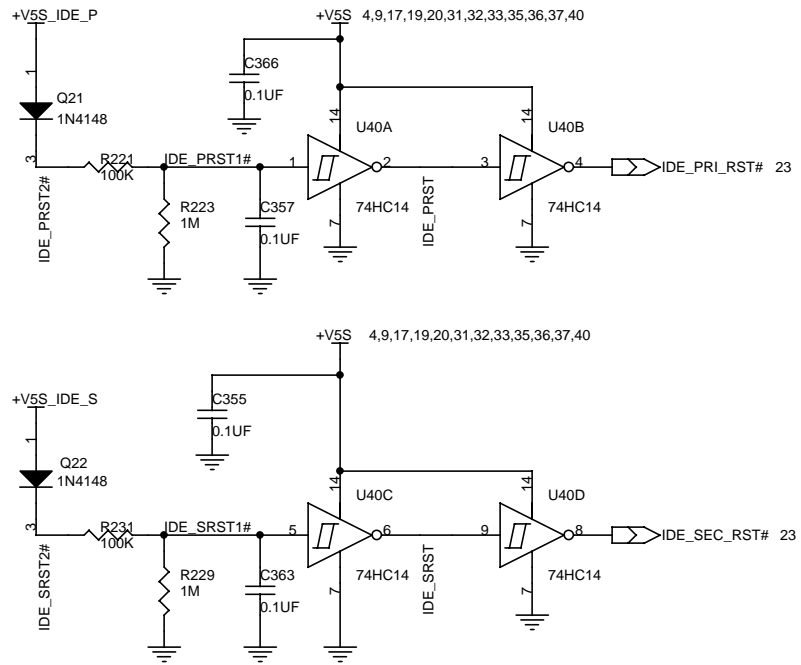 +V5S_IDE_P
+V5S 4,9,17,19,20,31,32,33,35,36,37,40
C366
0.1UF
1
Q21
1N4148
3
IDE_PRST2#
R221
100K
IDE_PRST1#
R223
1M
C357
0.1UF
14
U40A
1
2
74HC14
7
IDE_PRST
14
U40B
3
4
74HC14
7
IDE_PRI_RST# 23
+V5S 4,9,17,19,20,31,32,33,35,36,37,40
+V5S_IDE_S
C355
0.1UF
1
Q22
1N4148
3
IDE_SRST2#
R231
100K
IDE_SRST1#
R229
1M
C363
0.1UF
14
U40C
5
6
74HC14
7
IDE_SRST
14
U40D
9
8
74HC14
7
IDE_SEC_RST# 23